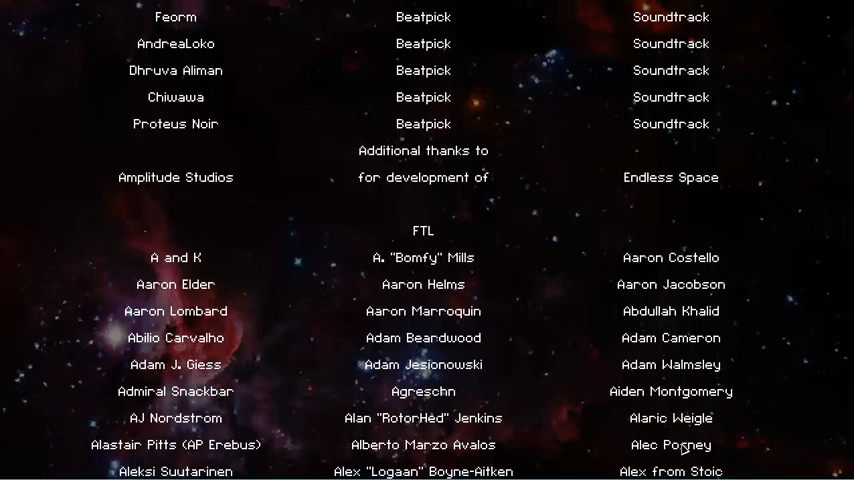 Feorm Beatpick Soundtrack
AndreaLoko Beatpick Soundtrack
Dhruva Aliman Beatpick Soundtrack
Chiwawa Beatpick Soundtrack
Proteus Noir Beatpick Soundtrack
Additional thanks to
Amplitude Studios for development of Endless Space
FTL
A and K A. "Bomfy" Mills Aaron Costello
Aaron Elder Aaron Helms Aaron Jacobson
Aaron Lombard Aaron Marroquin Abdullah Khalid
Abilio Carvalho Adam Beardwood Adam Cameron
Adam J. Giess Adam Jesionowski Adam Walmsley
Admiral Snackbar Agreschn Aiden Montgomery
AJ Nordstrom Alan "RotorHed" Jenkins Alaric Weigle
Alastair Pitts (AP Erebus) Alberto Marzo Avalos Alec
Aleksi Suutarinen Alex "Logaan" Boyne-Aitken Alex from Stoic